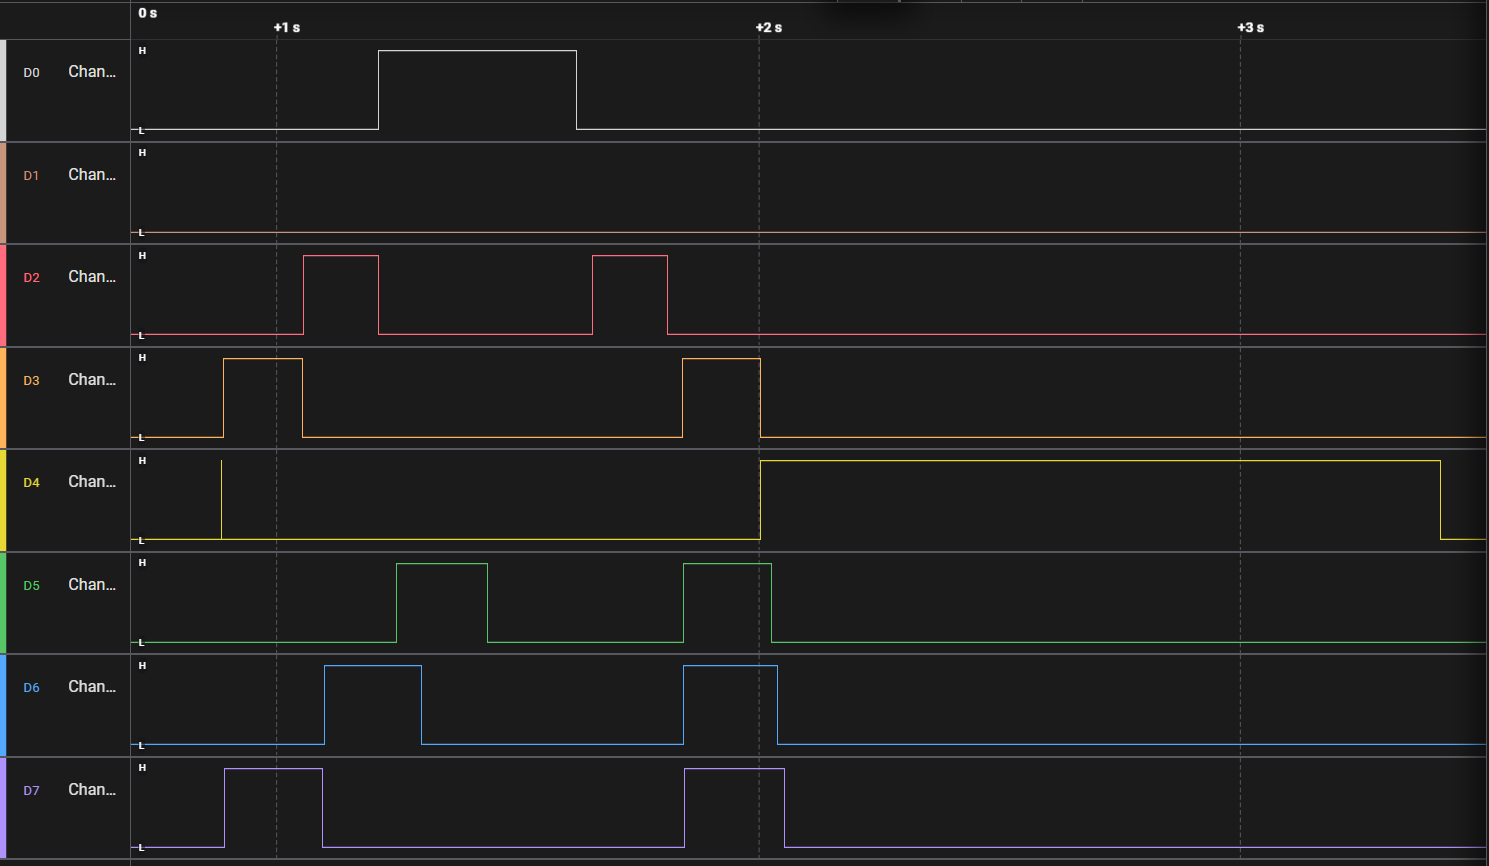 0 s
+1 s +2 s +3 s
H
D0 Chan...
L
H
D1 Chan...
L
H
D2 Chan...
L
H
D3 Chan...
L
H
D4 Chan...
L
H
D5 Chan...
L
H
D6 Chan...
L
H
D7 Chan...
L